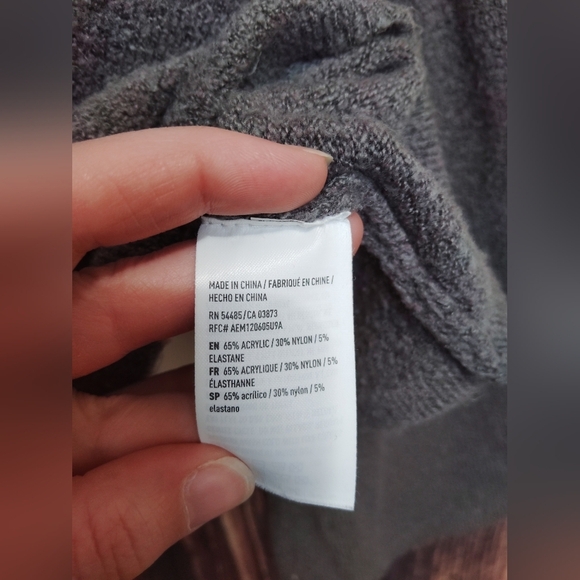 MADE IN CHINA / FABRIQUÉ EN CHINE /
HECHO EN CHINA
RN 54485/CA 03873
RFC# AEM120605U9A
EN 65% ACRYLIC / 30% NYLON / 5%
ELASTANE
FR 65% ACRYLIQUE / 30% NYLON / 5%
ÉLASTHANNE
SP 65% acrílico / 30% nylon / 5%
elastano